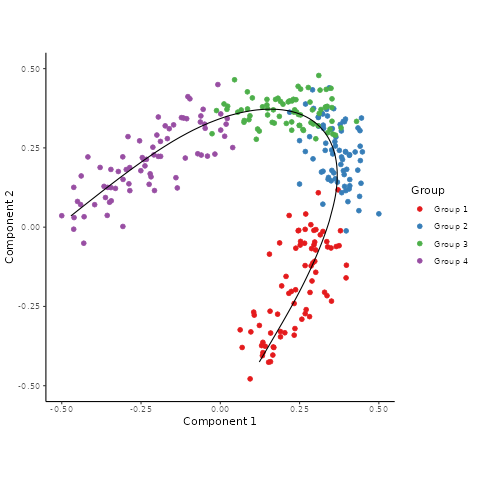 0.50
0.25
0.00
-0.25
-0.50
Component 2
-0.50 -0.25 0.00 0.25 0.50
Component 1
Group
Group 1
Group 2
Group 3
Group 4